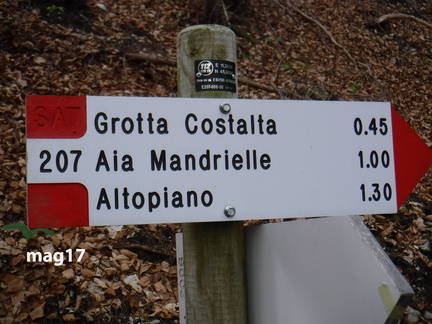 SAT
Grotta Costalta 0.45
207 Aia Mandrielle 1.00
Altopiano 1.30
mag17